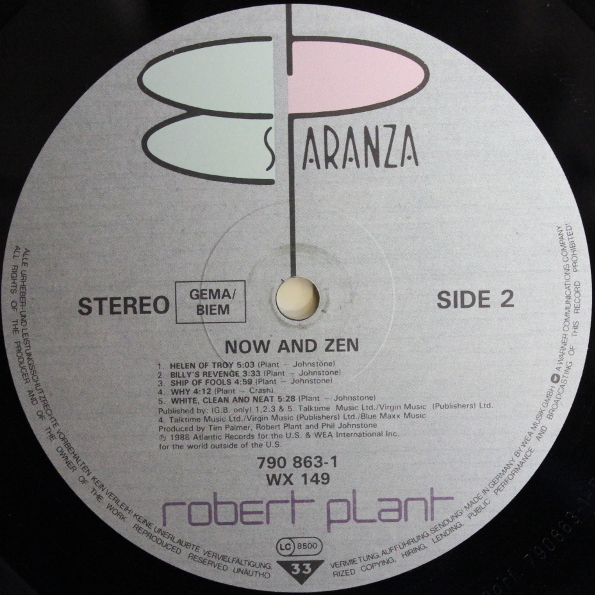 ES PARANZA
STEREO
GEMA/
BIEM
SIDE 2
NOW AND ZEN
1. HELEN OF TROY 5:03 (Plant — Johnstone)
2. BILLY'S REVENGE 3:33 (Plant — Johnstone)
3. SHIP OF FOOLS 4:59 (Plant — Johnstone)
4. WHY 4:12 (Plant — Crash)
5. WHITE, CLEAN AND NEAT 5:28 (Plant — Johnstone)
Published by: (G.B. only) 1,2,3 & 5. Talktime Music Ltd./Virgin Music (Publishers) Ltd.
4. Talktime Music Ltd./Virgin Music (Publishers) Ltd./Blue Maxx Music.
Produced by Tim Palmer, Robert Plant and Phil Johnstone
℗ 1988 Atlantic Records for the U.S. & WEA International Inc.
for the world outside of the U.S.
790 863-1
WX 149
robert plant
LC 8500
33
ALLE URHEBER- UND LEISTUNGSSCHUTZRECHTE VORBEHALTEN KEIN VERLEIH! KEINE UNERLAUBTE VERVIELFÄLTIGUNG, VERMIETUNG, AUFFÜHRUNG, SENDUNG! MADE IN GERMANY BY WEA MUSIK GMBH, A WARNER COMMUNICATIONS COMPANY
ALL RIGHTS OF THE PRODUCER AND OF THE OWNER OF THE WORK REPRODUCED RESERVED UNAUTHORIZED COPYING, HIRING, LENDING, PUBLIC PERFORMANCE AND BROADCASTING OF THIS RECORD PROHIBITED!